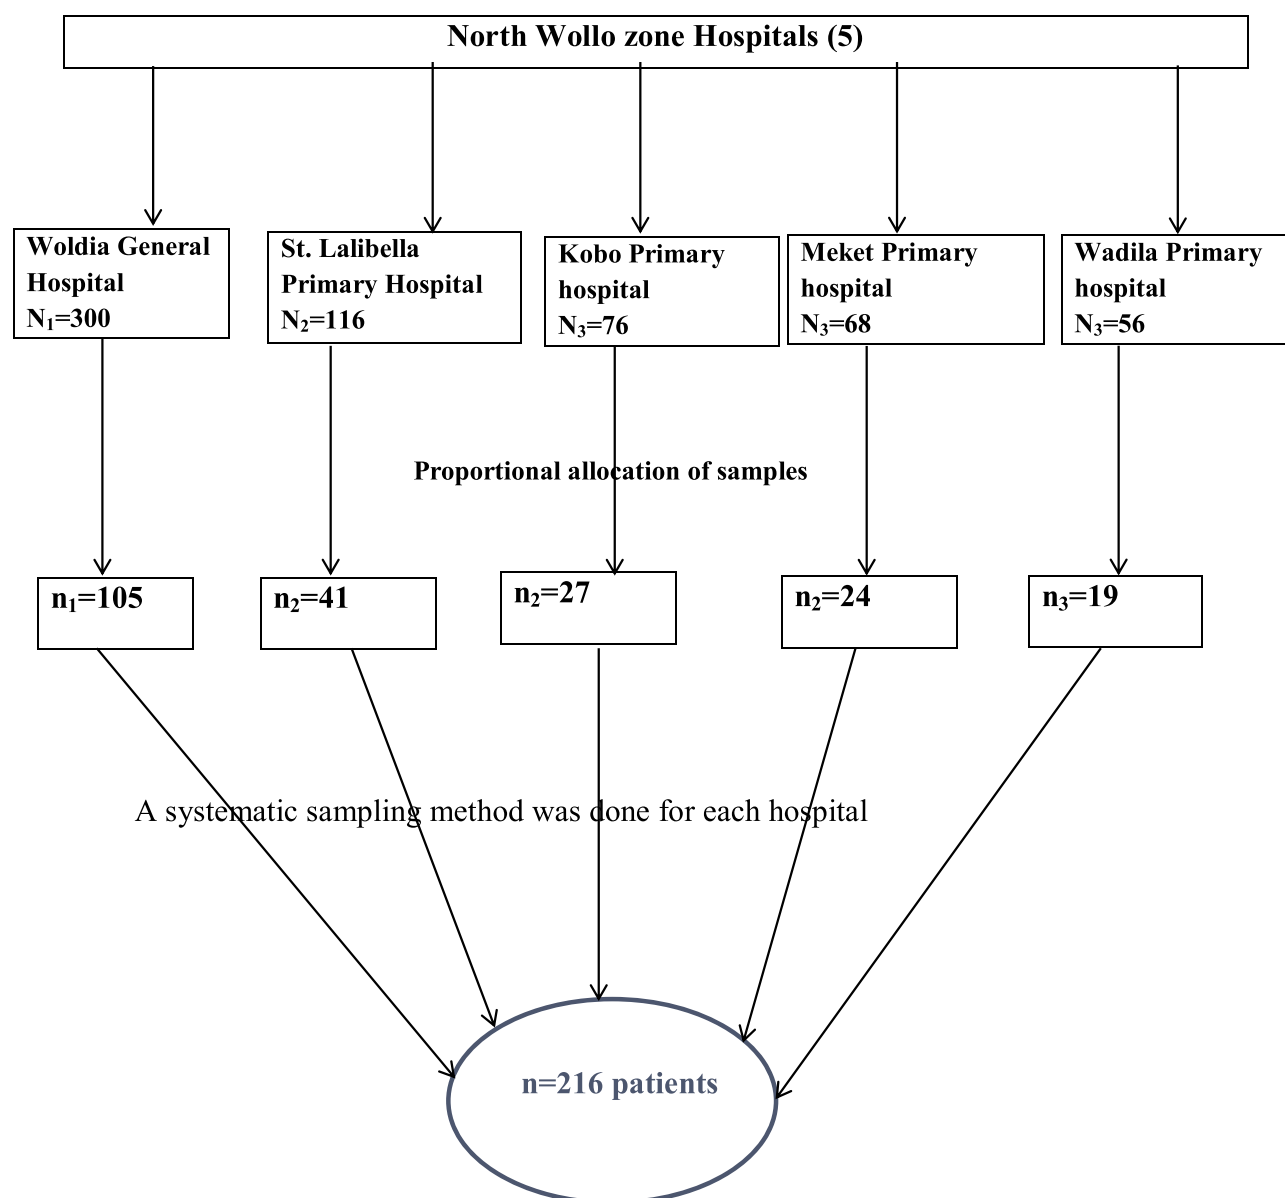 North Wollo zone Hospitals (5)
Woldia General
Hospital
N₁=300
St. Lalibella
Primary Hospital
N₂=116
Kobo Primary
hospital
N₃=76
Meket Primary
hospital
N₃=68
Wadila Primary
hospital
N₃=56
Proportional allocation of samples
n₁=105
n₂=41
n₂=27
n₂=24
n₃=19
A systematic sampling method was done for each hospital
n=216 patients